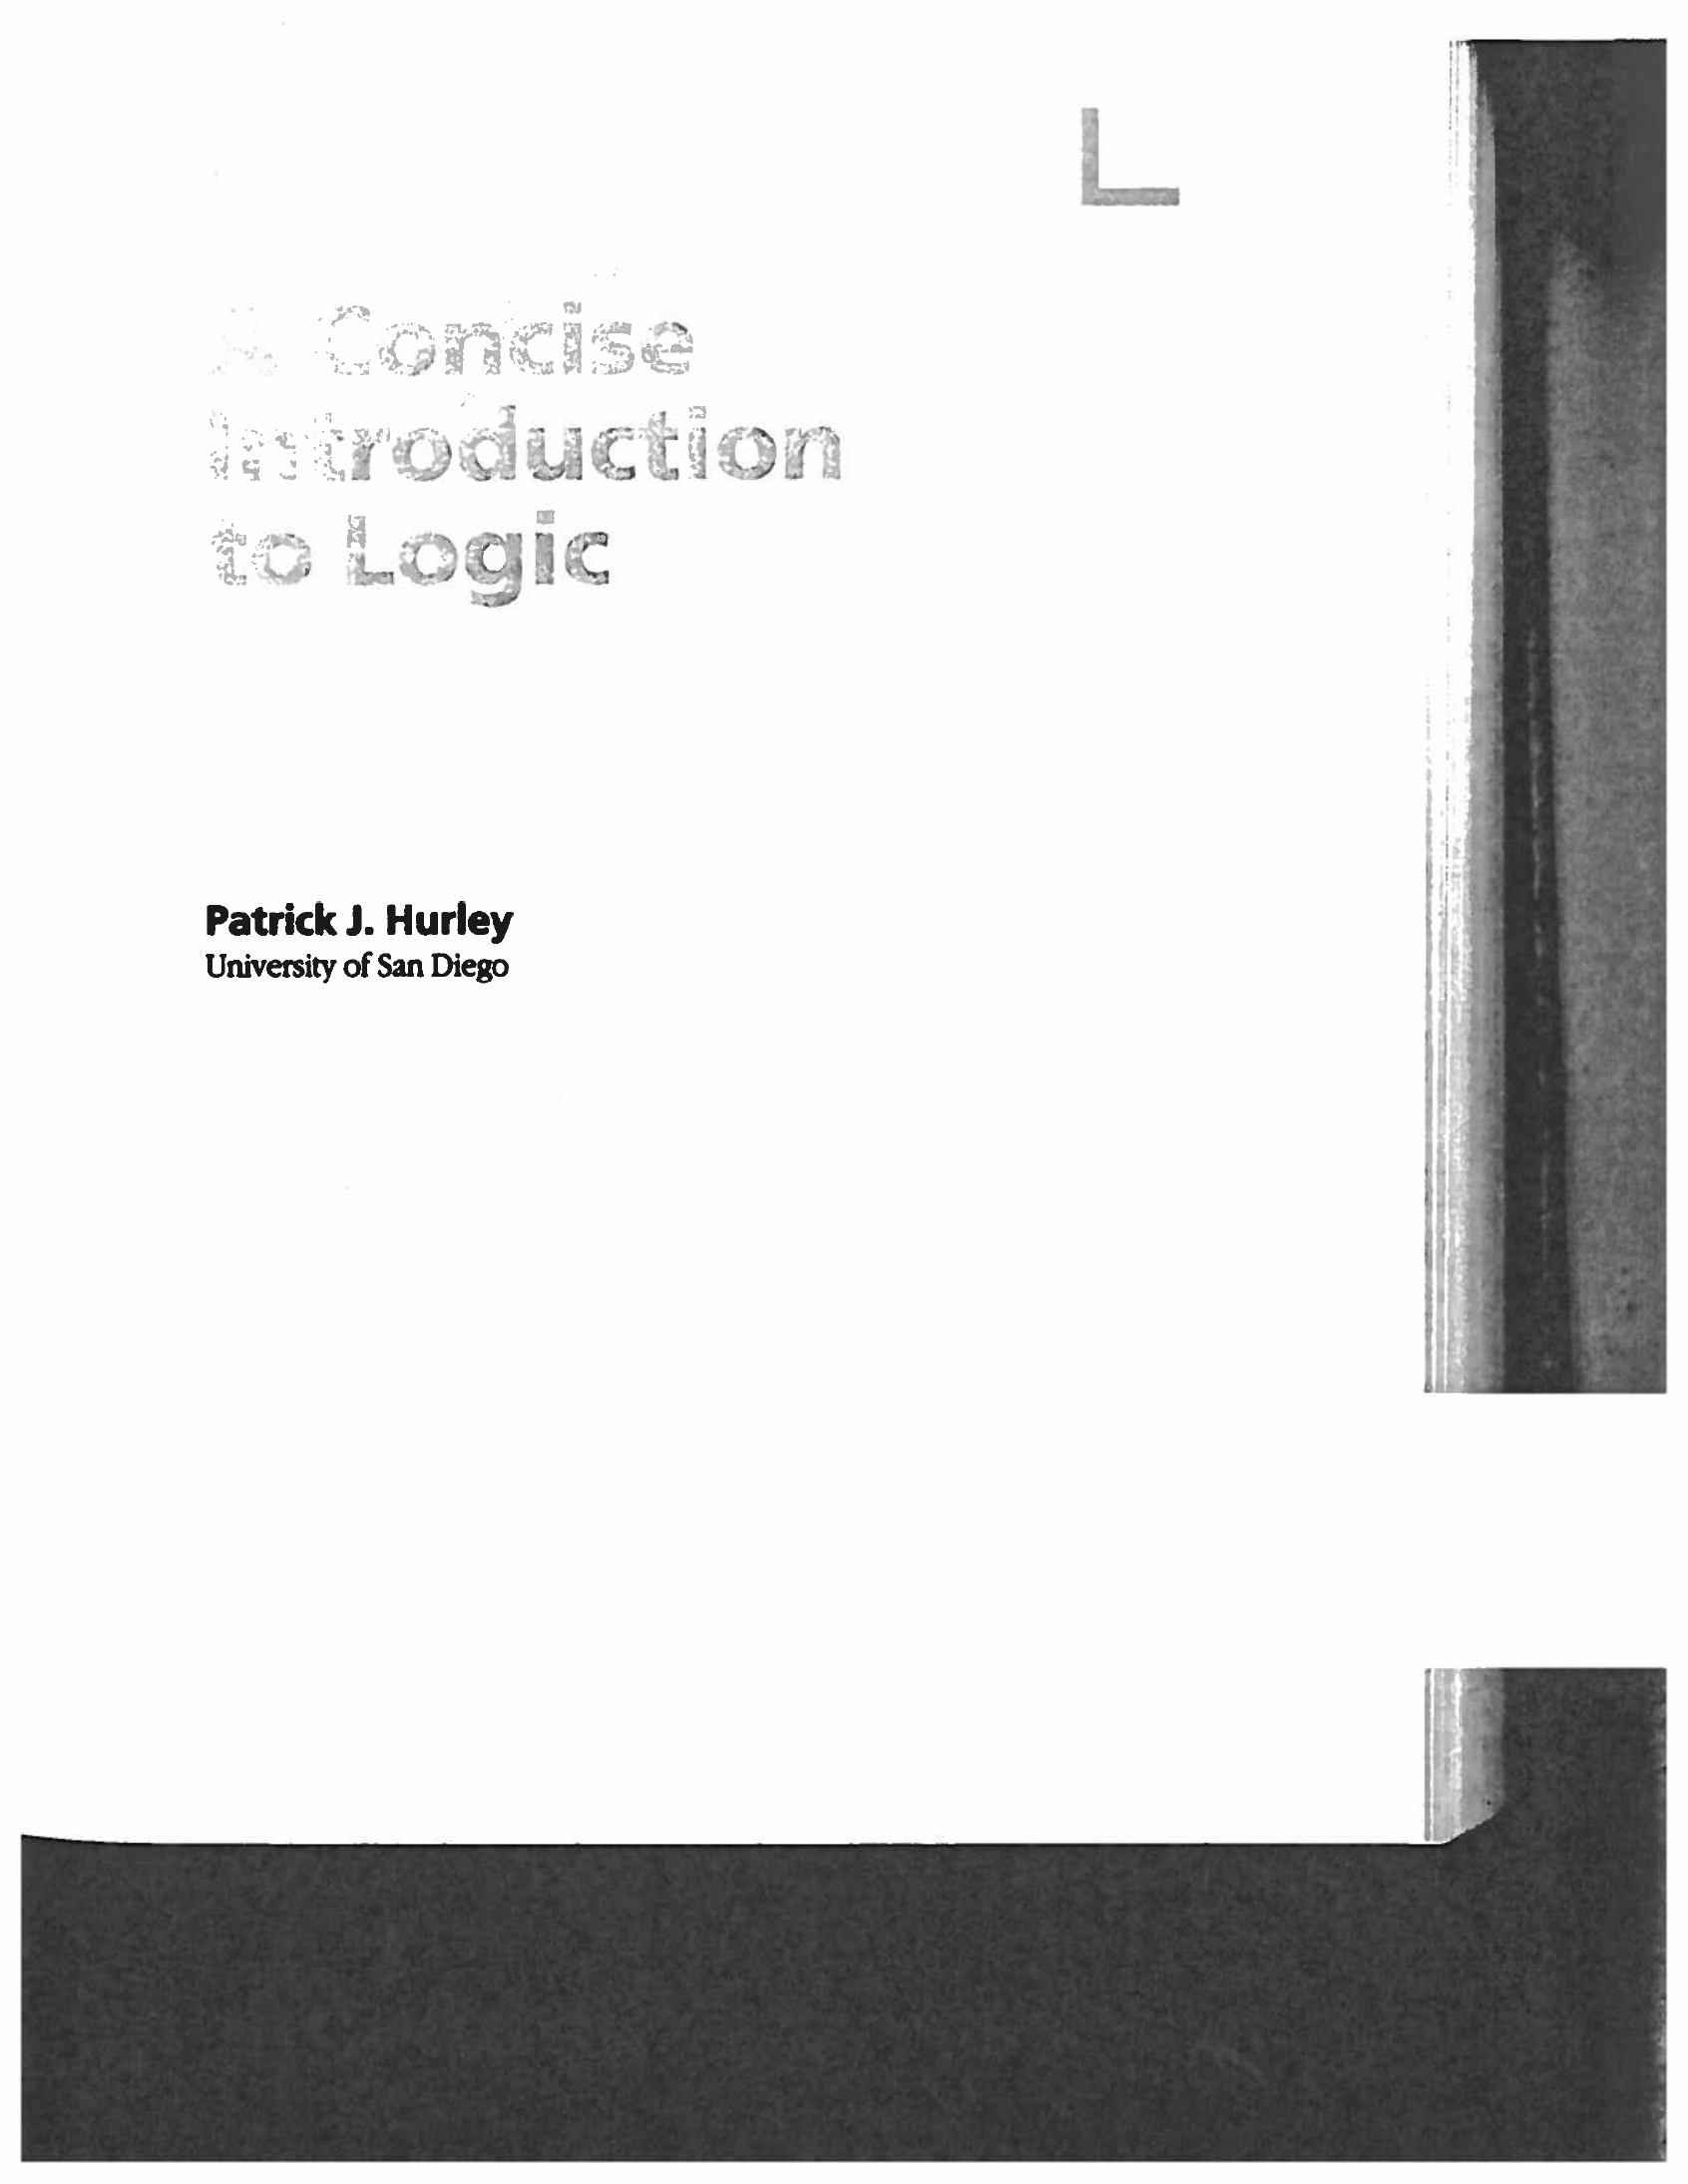 A Concise
Introduction
to Logic
Patrick J. Hurley
University of San Diego